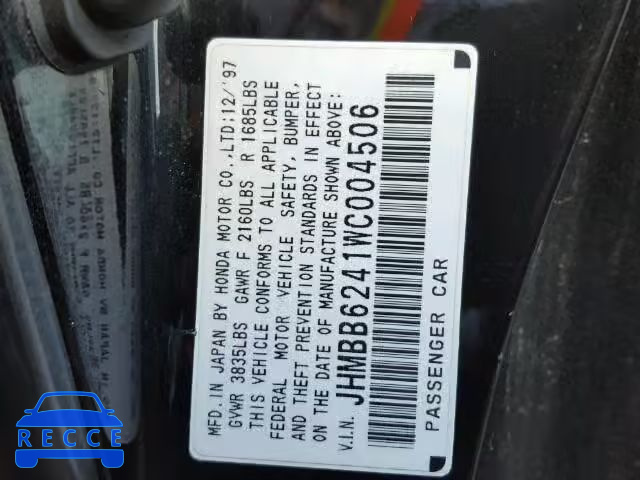 MFD. IN JAPAN BY HONDA MOTOR CO., LTD: 12/'97
GVWR 3835LBS GAWR F 2160LBS R 1685LBS
THIS VEHICLE CONFORMS TO ALL APPLICABLE
FEDERAL MOTOR VEHICLE SAFETY, BUMPER,
AND THEFT PREVENTION STANDARDS IN EFFECT
ON THE DATE OF MANUFACTURE SHOWN ABOVE:
V.I.N. JHMBB6241WC004506
PASSENGER CAR
RECCE